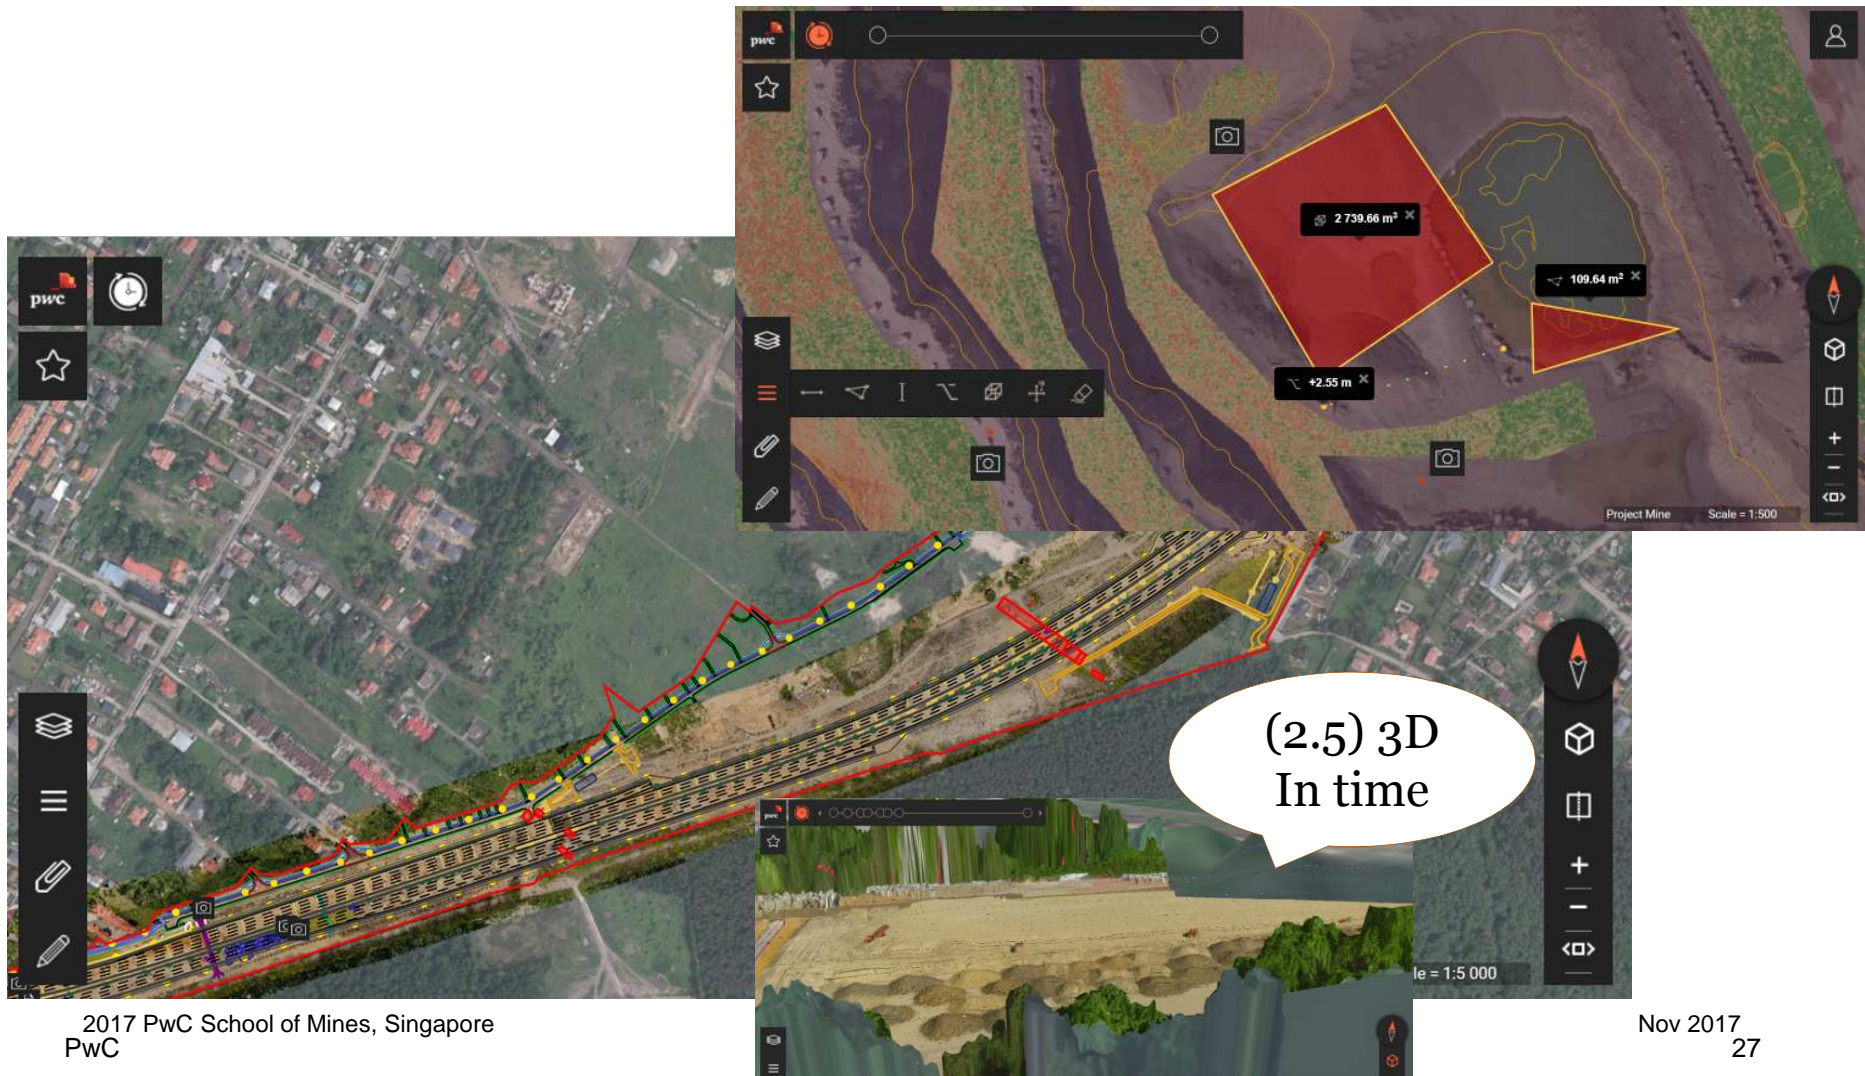 pwc
2 739.66 m³
109.64 m²
+2.55 m
Project Mine Scale = 1:500
pwc
(2.5) 3D
In time
pwc
le = 1:5 000
2017 PwC School of Mines, Singapore
PwC
Nov 2017
27